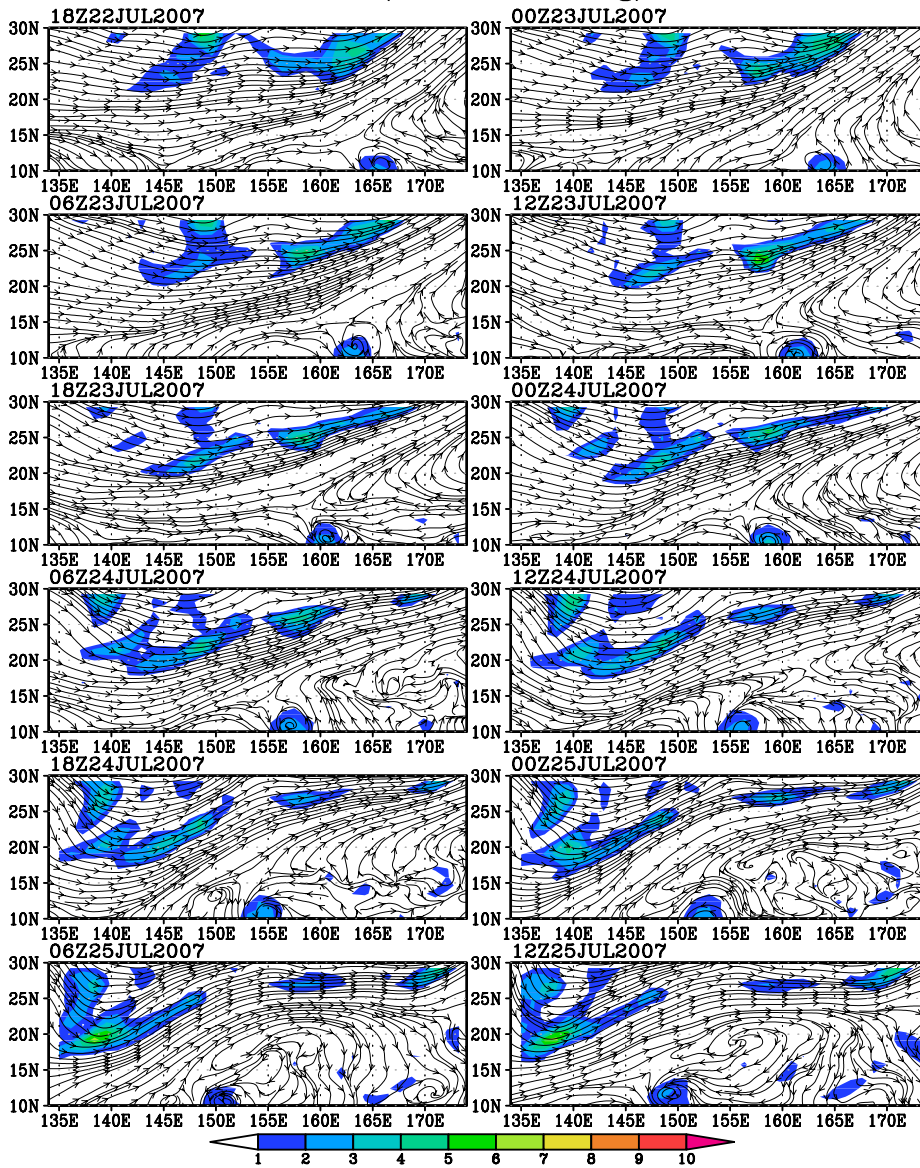 18Z22JUL2007 00Z23JUL2007
30N 30N
25N 25N
20N 20N
15N 15N
10N 10N
135E 140E 145E 150E 155E 160E 165E 170E 135E 140E 145E 150E 155E 160E 165E 170E
06Z23JUL2007 12Z23JUL2007
30N 30N
25N 25N
20N 20N
15N 15N
10N 10N
135E 140E 145E 150E 155E 160E 165E 170E 135E 140E 145E 150E 155E 160E 165E 170E
18Z23JUL2007 00Z24JUL2007
30N 30N
25N 25N
20N 20N
15N 15N
10N 10N
135E 140E 145E 150E 155E 160E 165E 170E 135E 140E 145E 150E 155E 160E 165E 170E
06Z24JUL2007 12Z24JUL2007
30N 30N
25N 25N
20N 20N
15N 15N
10N 10N
135E 140E 145E 150E 155E 160E 165E 170E 135E 140E 145E 150E 155E 160E 165E 170E
18Z24JUL2007 00Z25JUL2007
30N 30N
25N 25N
20N 20N
15N 15N
10N 10N
135E 140E 145E 150E 155E 160E 165E 170E 135E 140E 145E 150E 155E 160E 165E 170E
06Z25JUL2007 12Z25JUL2007
30N 30N
25N 25N
20N 20N
15N 15N
10N 10N
135E 140E 145E 150E 155E 160E 165E 170E 135E 140E 145E 150E 155E 160E 165E 170E
1 2 3 4 5 6 7 8 9 10